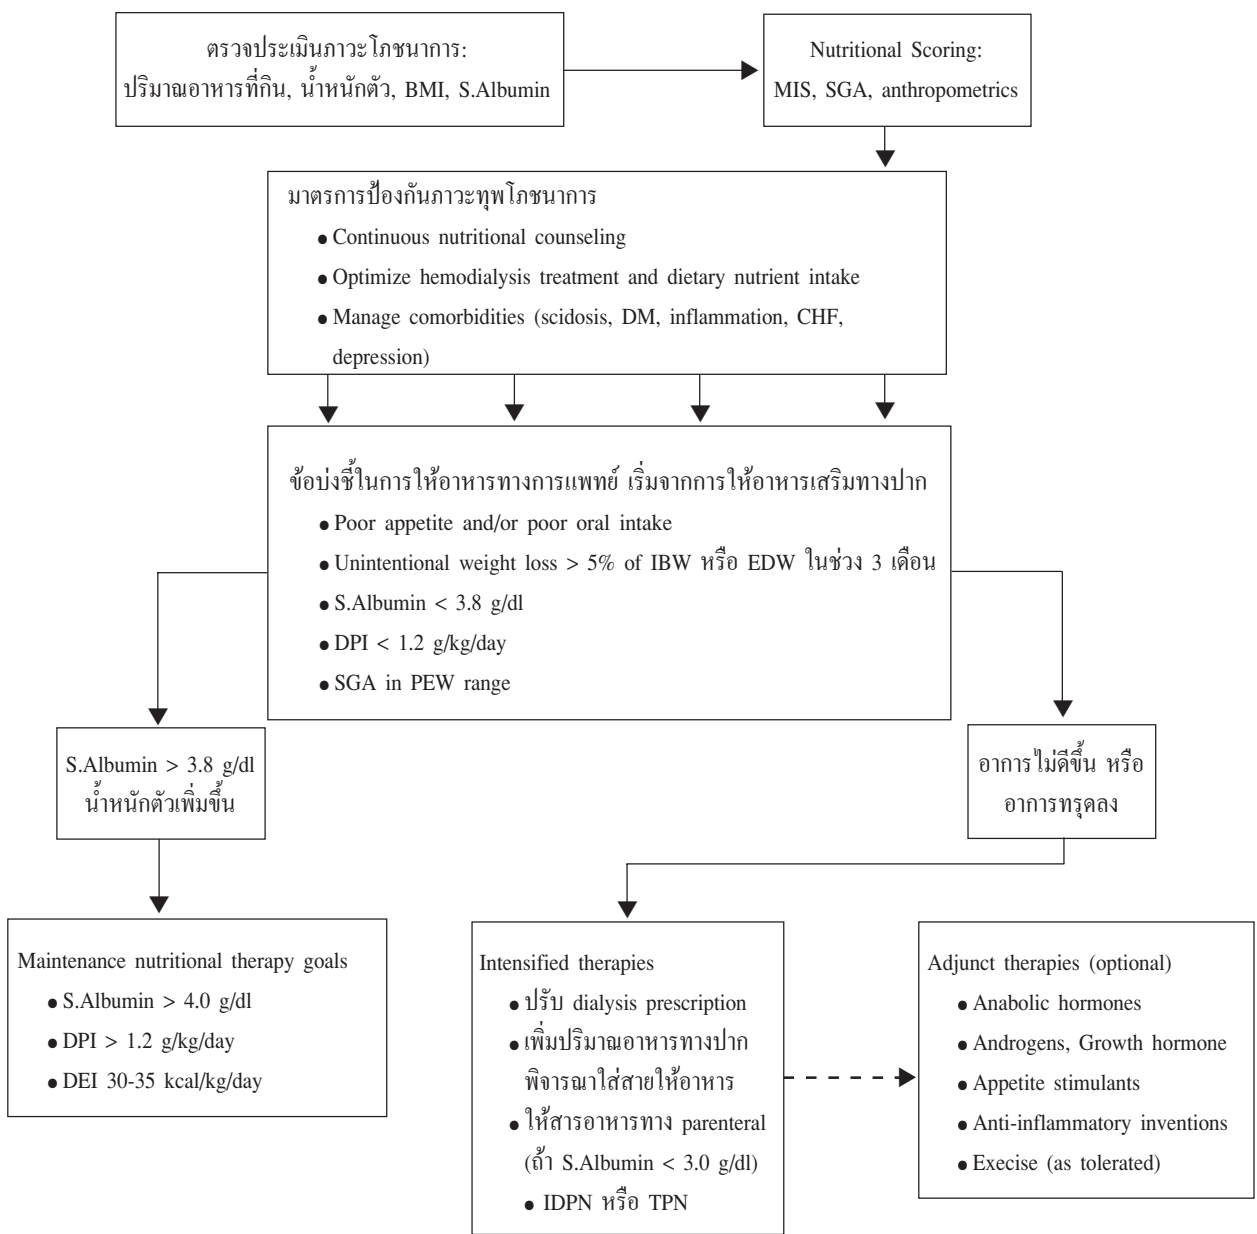 ตรวจประเมินภาวะโภชนาการ:
ปริมาณอาหารที่กิน, น้ำหนักตัว, BMI, S.Albumin
Nutritional Scoring:
MIS, SGA, anthropometrics
มาตรการป้องกันภาวะทุพโภชนาการ
● Continuous nutritional counseling
● Optimize hemodialysis treatment and dietary nutrient intake
● Manage comorbidities (scidosis, DM, inflammation, CHF,
depression)
ข้อบ่งชี้ในการให้อาหารทางการแพทย์ เริ่มจากการให้อาหารเสริมทางปาก
● Poor appetite and/or poor oral intake
● Unintentional weight loss > 5% of IBW หรือ EDW ในช่วง 3 เดือน
● S.Albumin < 3.8 g/dl
● DPI < 1.2 g/kg/day
● SGA in PEW range
S.Albumin > 3.8 g/dl
น้ำหนักตัวเพิ่มขึ้น
อาการไม่ดีขึ้น หรือ
อาการทรุดลง
Maintenance nutritional therapy goals
● S.Albumin > 4.0 g/dl
● DPI > 1.2 g/kg/day
● DEI 30-35 kcal/kg/day
Intensified therapies
● ปรับ dialysis prescription
● เพิ่มปริมาณอาหารทางปาก
พิจารณาใส่สายให้อาหาร
● ให้สารอาหารทาง parenteral
(ถ้า S.Albumin < 3.0 g/dl)
● IDPN หรือ TPN
Adjunct therapies (optional)
● Anabolic hormones
● Androgens, Growth hormone
● Appetite stimulants
● Anti-inflammatory inventions
● Execise (as tolerated)